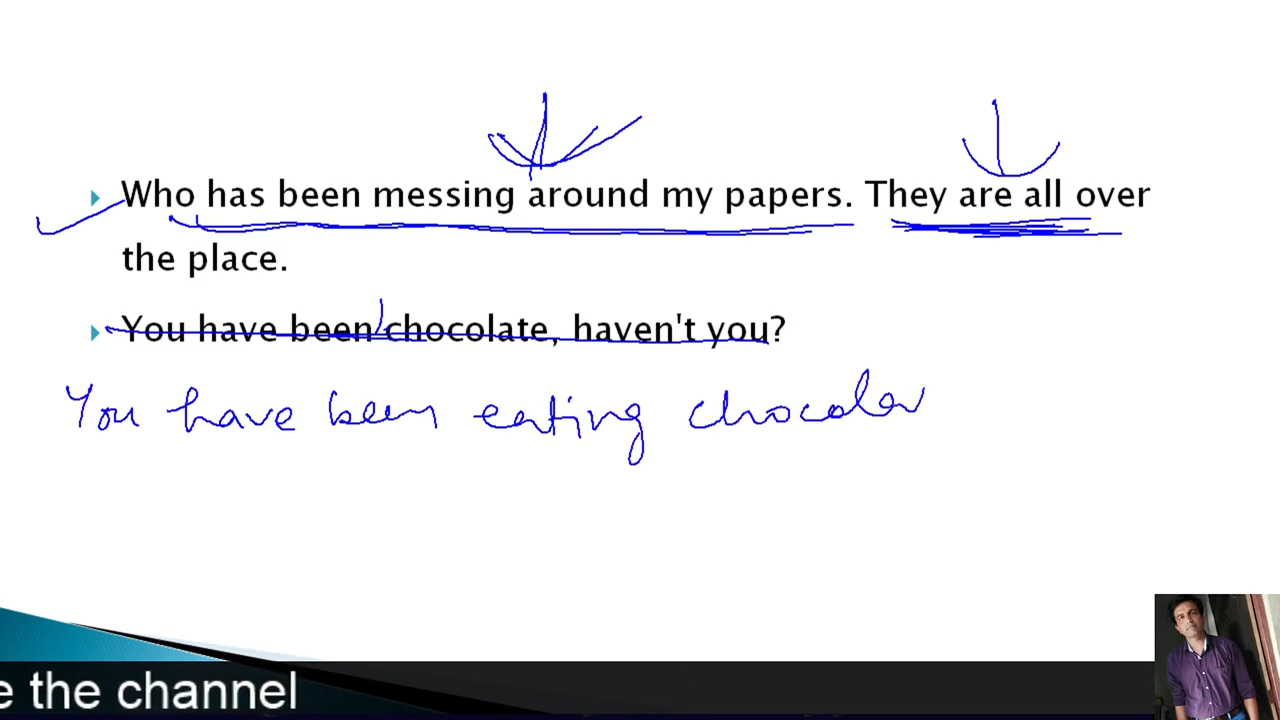 Who has been messing around my papers. They are all over
the place.
You have been chocolate, haven't you?
You have been eating
e the channel